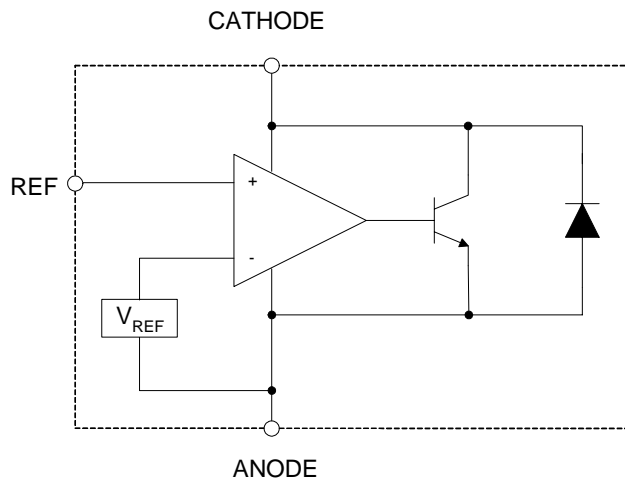 CATHODE
REF
+
-
VREF
ANODE